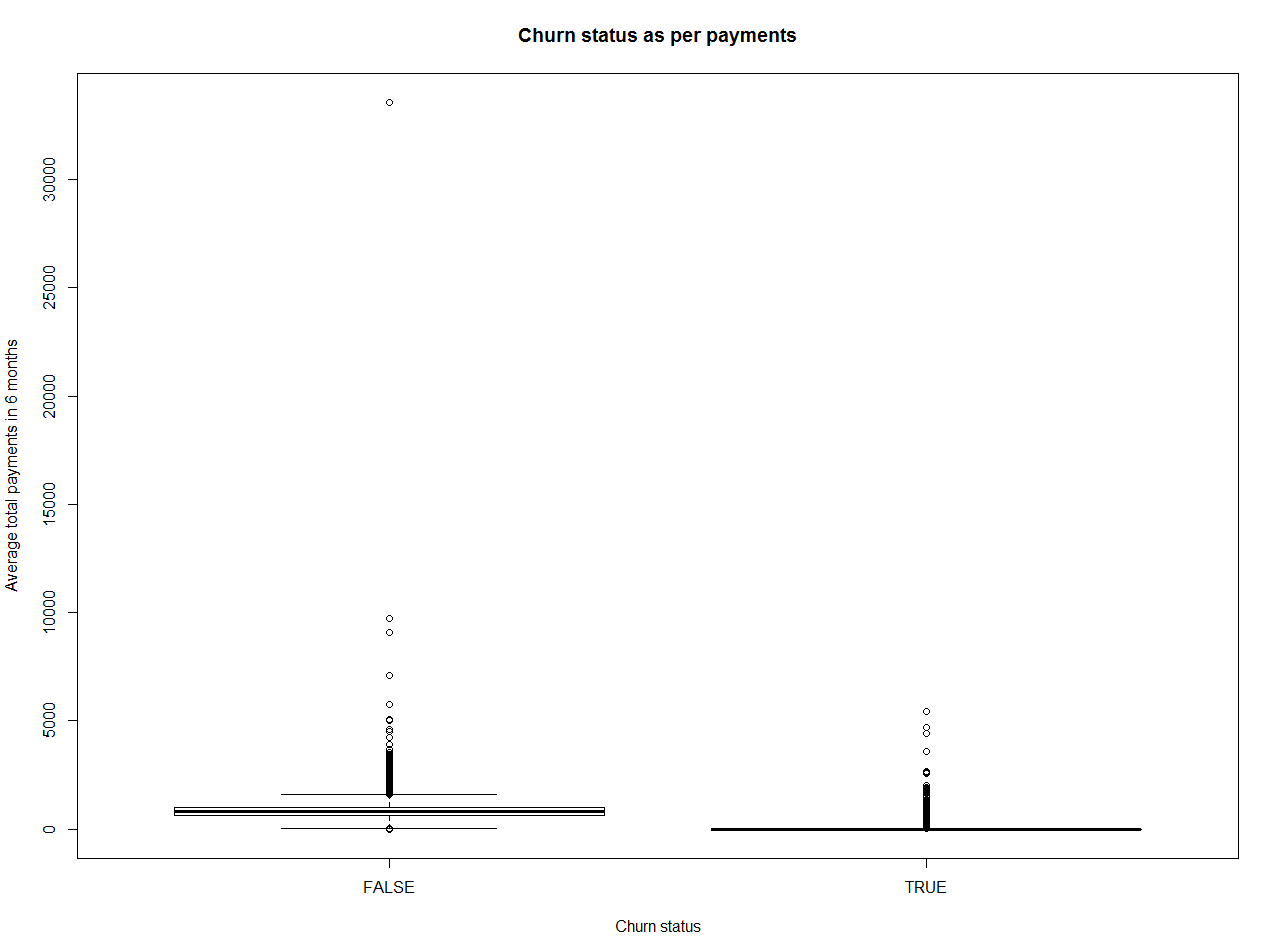 Churn status as per payments
Average total payments in 6 months
30000
25000
20000
15000
10000
5000
0
FALSE
TRUE
Churn status